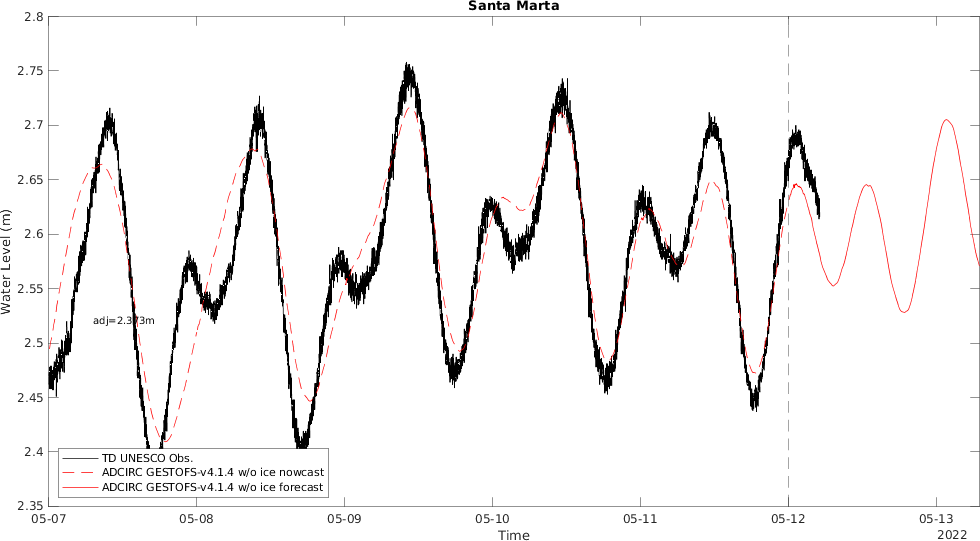 Santa Marta
2.8
2.75
2.7
2.65
2.6
2.55
2.5
2.45
2.4
2.35
Water Level (m)
adj=2.373m
TD UNESCO Obs.
ADCIRC GESTOFS-v4.1.4 w/o ice nowcast
ADCIRC GESTOFS-v4.1.4 w/o ice forecast
05-07 05-08 05-09 05-10 05-11 05-12 05-13
Time
2022